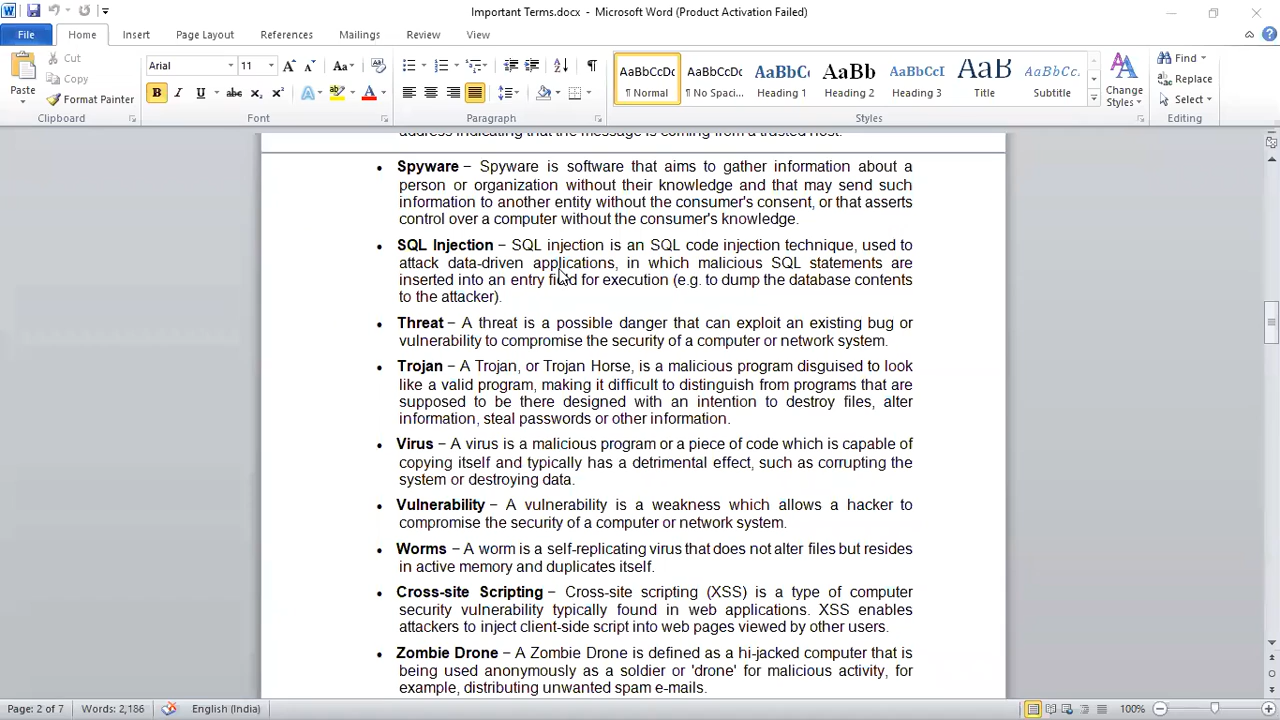 Important Terms.docx - Microsoft Word (Product Activation Failed)
File Home Insert Page Layout References Mailings Review View
Cut
Copy
Format Painter
Paste
Clipboard
Arial 11
Font
Paragraph
AaBbCcDc AaBbCcDc AaBbC AaBb AaBbCcI AaB AaBbCcDc.
¶ Normal ¶ No Spaci... Heading 1 Heading 2 Heading 3 Title Subtitle
Change
Styles
Styles
Find
Replace
Select
Editing
address indicating that the message is coming from a trusted host.
• Spyware – Spyware is software that aims to gather information about a
person or organization without their knowledge and that may send such
information to another entity without the consumer's consent, or that asserts
control over a computer without the consumer's knowledge.
• SQL Injection – SQL injection is an SQL code injection technique, used to
attack data-driven applications, in which malicious SQL statements are
inserted into an entry field for execution (e.g. to dump the database contents
to the attacker).
• Threat – A threat is a possible danger that can exploit an existing bug or
vulnerability to compromise the security of a computer or network system.
• Trojan – A Trojan, or Trojan Horse, is a malicious program disguised to look
like a valid program, making it difficult to distinguish from programs that are
supposed to be there designed with an intention to destroy files, alter
information, steal passwords or other information.
• Virus – A virus is a malicious program or a piece of code which is capable of
copying itself and typically has a detrimental effect, such as corrupting the
system or destroying data.
• Vulnerability – A vulnerability is a weakness which allows a hacker to
compromise the security of a computer or network system.
• Worms – A worm is a self-replicating virus that does not alter files but resides
in active memory and duplicates itself.
• Cross-site Scripting – Cross-site scripting (XSS) is a type of computer
security vulnerability typically found in web applications. XSS enables
attackers to inject client-side script into web pages viewed by other users.
• Zombie Drone – A Zombie Drone is defined as a hi-jacked computer that is
being used anonymously as a soldier or 'drone' for malicious activity, for
example, distributing unwanted spam e-mails.
Page: 2 of 7 Words: 2,186 English (India) 100%